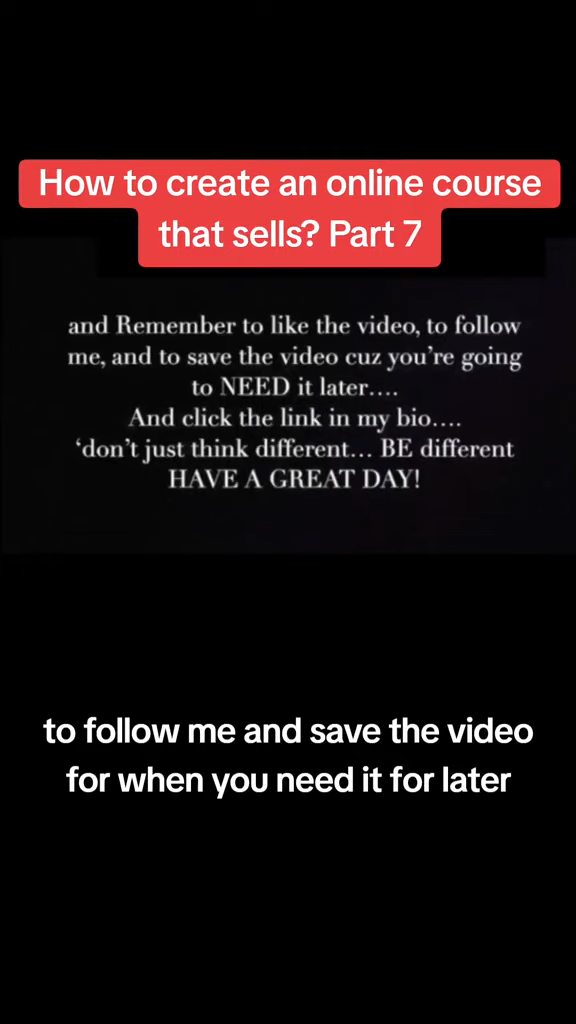 How to create an online course
that sells? Part 7
and Remember to like the video, to follow
me, and to save the video cuz you're going
to NEED it later....
And click the link in my bio....
‘don't just think different... BE different
HAVE A GREAT DAY!
to follow me and save the video
for when you need it for later